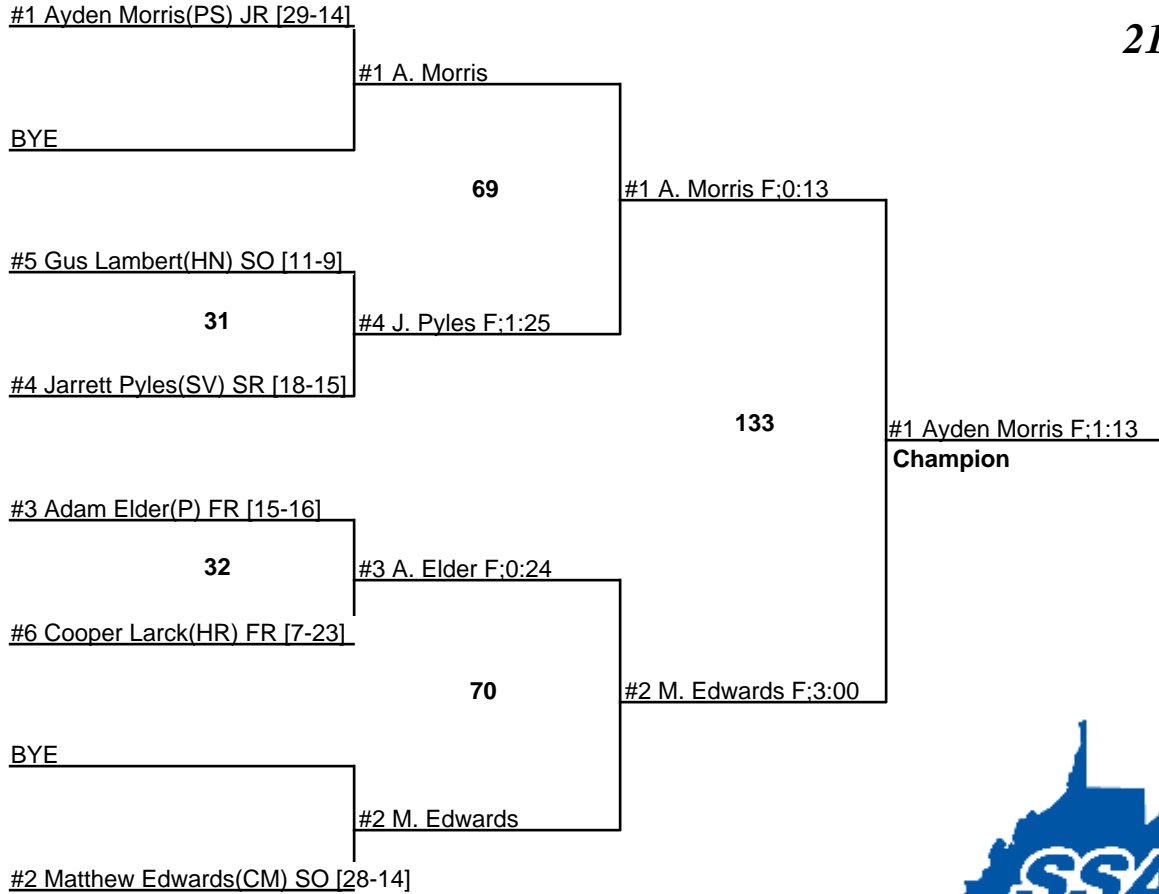 #1 Ayden Morris(PS) JR [29-14]
21
#1 A. Morris
BYE
69
#1 A. Morris F;0:13
#5 Gus Lambert(HN) SO [11-9]
31
#4 J. Pyles F;1:25
#4 Jarrett Pyles(SV) SR [18-15]
133
#1 Ayden Morris F;1:13
Champion
#3 Adam Elder(P) FR [15-16]
32
#3 A. Elder F;0:24
#6 Cooper Larck(HR) FR [7-23]
70
#2 M. Edwards F;3:00
BYE
#2 M. Edwards
#2 Matthew Edwards(CM) SO [28-14]